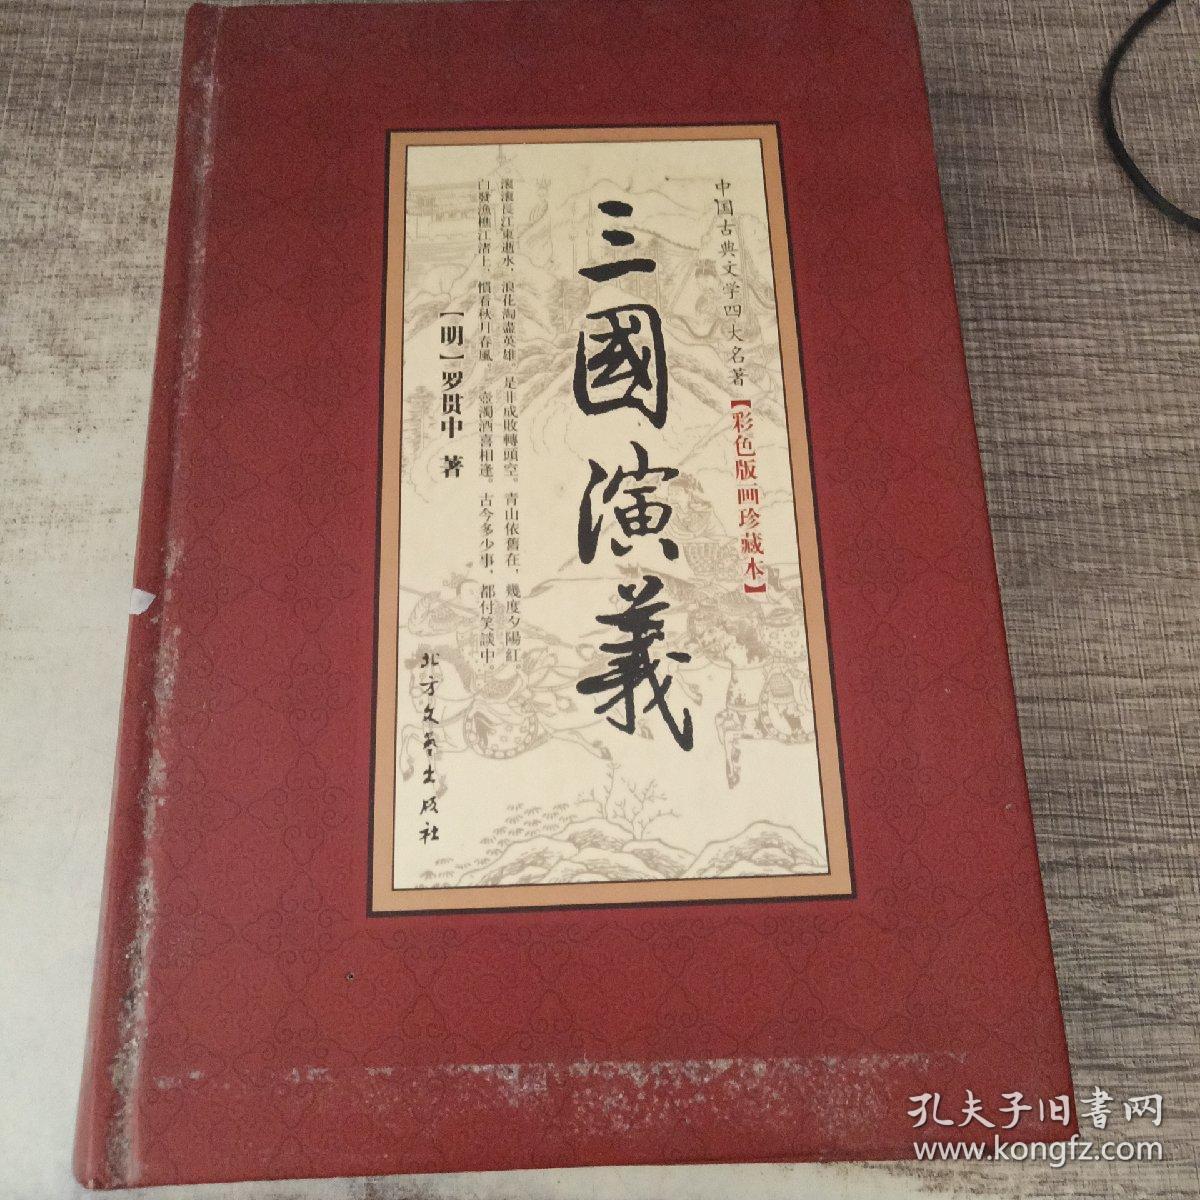 中国古典文学四大名著【彩色版画珍藏本】
三國演義
滚滚長江東逝水，浪花淘盡英雄。是非成敗轉頭空。青山依舊在，幾度夕陽紅。
白發漁樵江渚上，慣看秋月春風。一壺濁酒喜相逢。古今多少事，都付笑談中。
【明】罗贯中 著
北方文艺出版社
孔夫子旧書网
www.kongfz.com